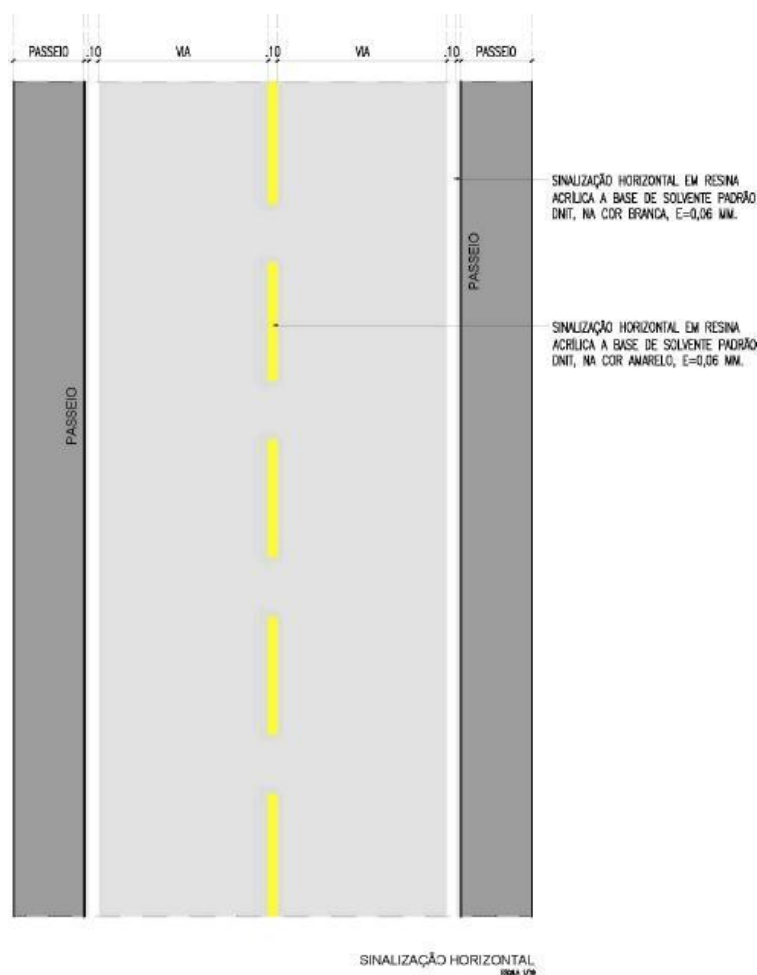 PASSEIO .10 VIA .10 VIA .10 PASSEIO
SINALIZAÇÃO HORIZONTAL EM RESINA
ACRÍLICA A BASE DE SOLVENTE PADRÃO
DNIT, NA COR BRANCA, E=0,06 MM.
PASSEIO
SINALIZAÇÃO HORIZONTAL EM RESINA
ACRÍLICA A BASE DE SOLVENTE PADRÃO
DNIT, NA COR AMARELO, E=0,06 MM.
PASSEIO
SINALIZAÇÃO HORIZONTAL